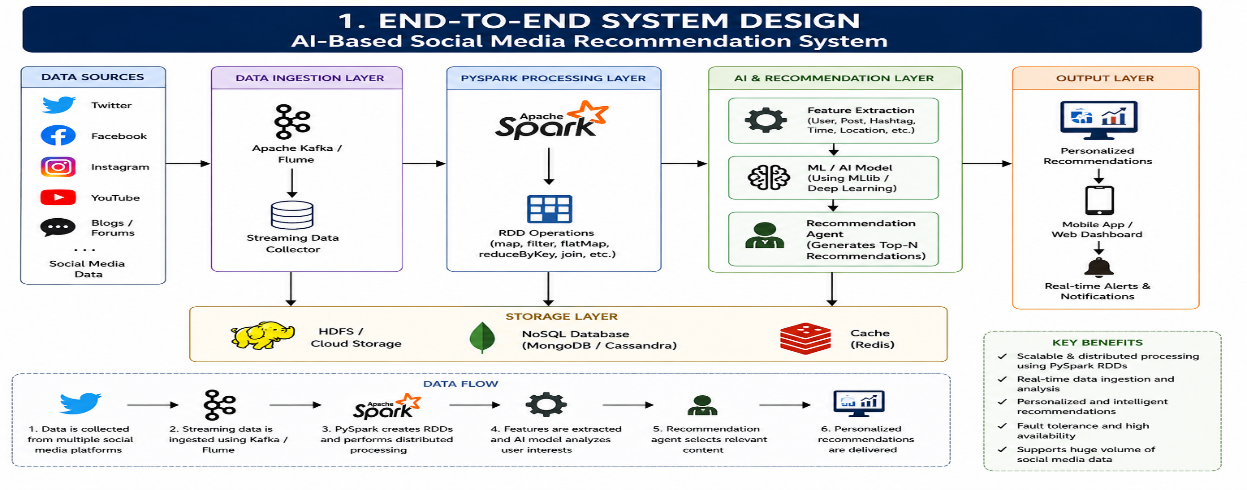 1. END-TO-END SYSTEM DESIGN
AI-Based Social Media Recommendation System
DATA SOURCES
Twitter
Facebook
Instagram
YouTube
Blogs /
Forums
...
Social Media
Data
DATA INGESTION LAYER
Apache Kafka /
Flume
Streaming Data
Collector
PYSPARK PROCESSING LAYER
Apache
Spark
RDD Operations
(map, filter, flatMap,
reduceByKey, join, etc.)
AI & RECOMMENDATION LAYER
Feature Extraction
(User, Post, Hashtag,
Time, Location, etc.)
ML / AI Model
(Using MLlib /
Deep Learning)
Recommendation
Agent
(Generates Top-N
Recommendations)
OUTPUT LAYER
Personalized
Recommendations
Mobile App /
Web Dashboard
Real-time Alerts &
Notifications
STORAGE LAYER
HDFS /
Cloud Storage
NoSQL Database
(MongoDB / Cassandra)
Cache
(Redis)
KEY BENEFITS
✓ Scalable & distributed processing
using PySpark RDDs
✓ Real-time data ingestion and
analysis
✓ Personalized and intelligent
recommendations
✓ Fault tolerance and high
availability
✓ Supports huge volume of
social media data
DATA FLOW
1. Data is collected
from multiple social
media platforms
2. Streaming data is
ingested using Kafka /
Flume
Apache
Spark
3. PySpark creates RDDs
and performs distributed
processing
4. Features are extracted
and AI model analyzes
user interests
5. Recommendation
agent selects relevant
content
6. Personalized
recommendations
are delivered